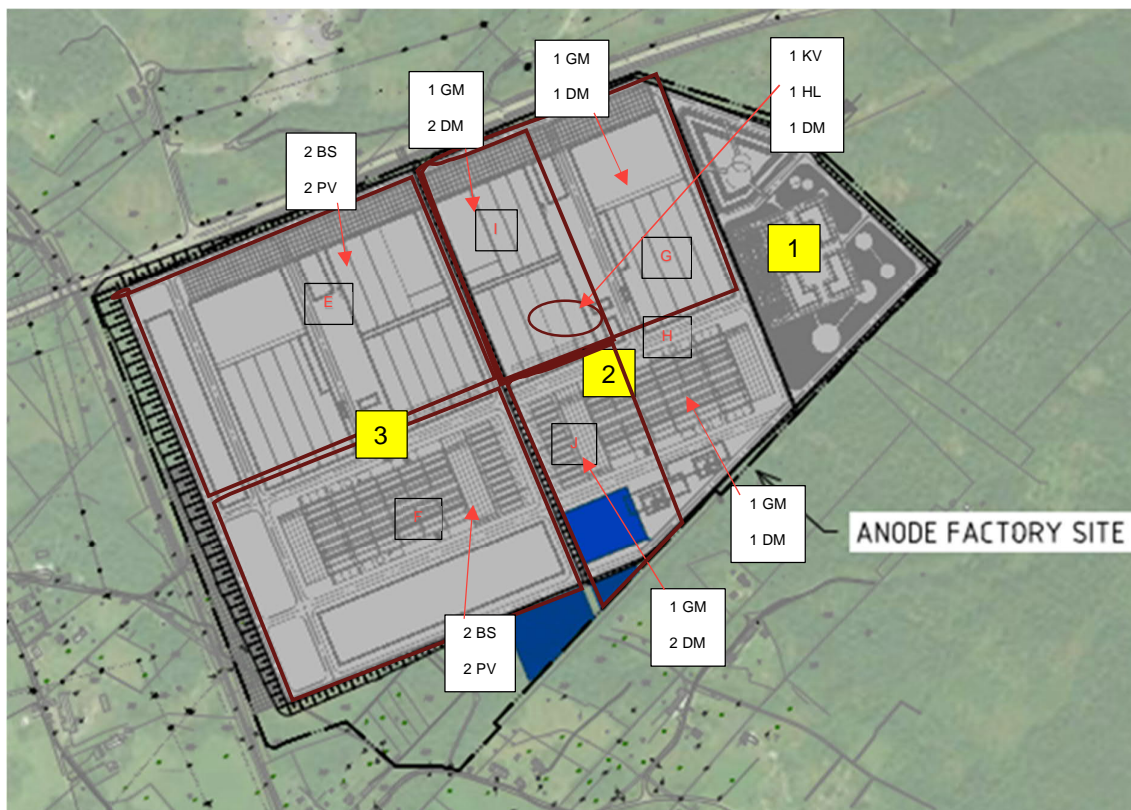 1 GM
1 DM
1 KV
1 HL
1 DM
1 GM
2 DM
2 BS
2 PV
I
G
1
E
H
2
3
J
K
1 GM
1 DM
ANODE FACTORY SITE
1 GM
2 DM
2 BS
2 PV